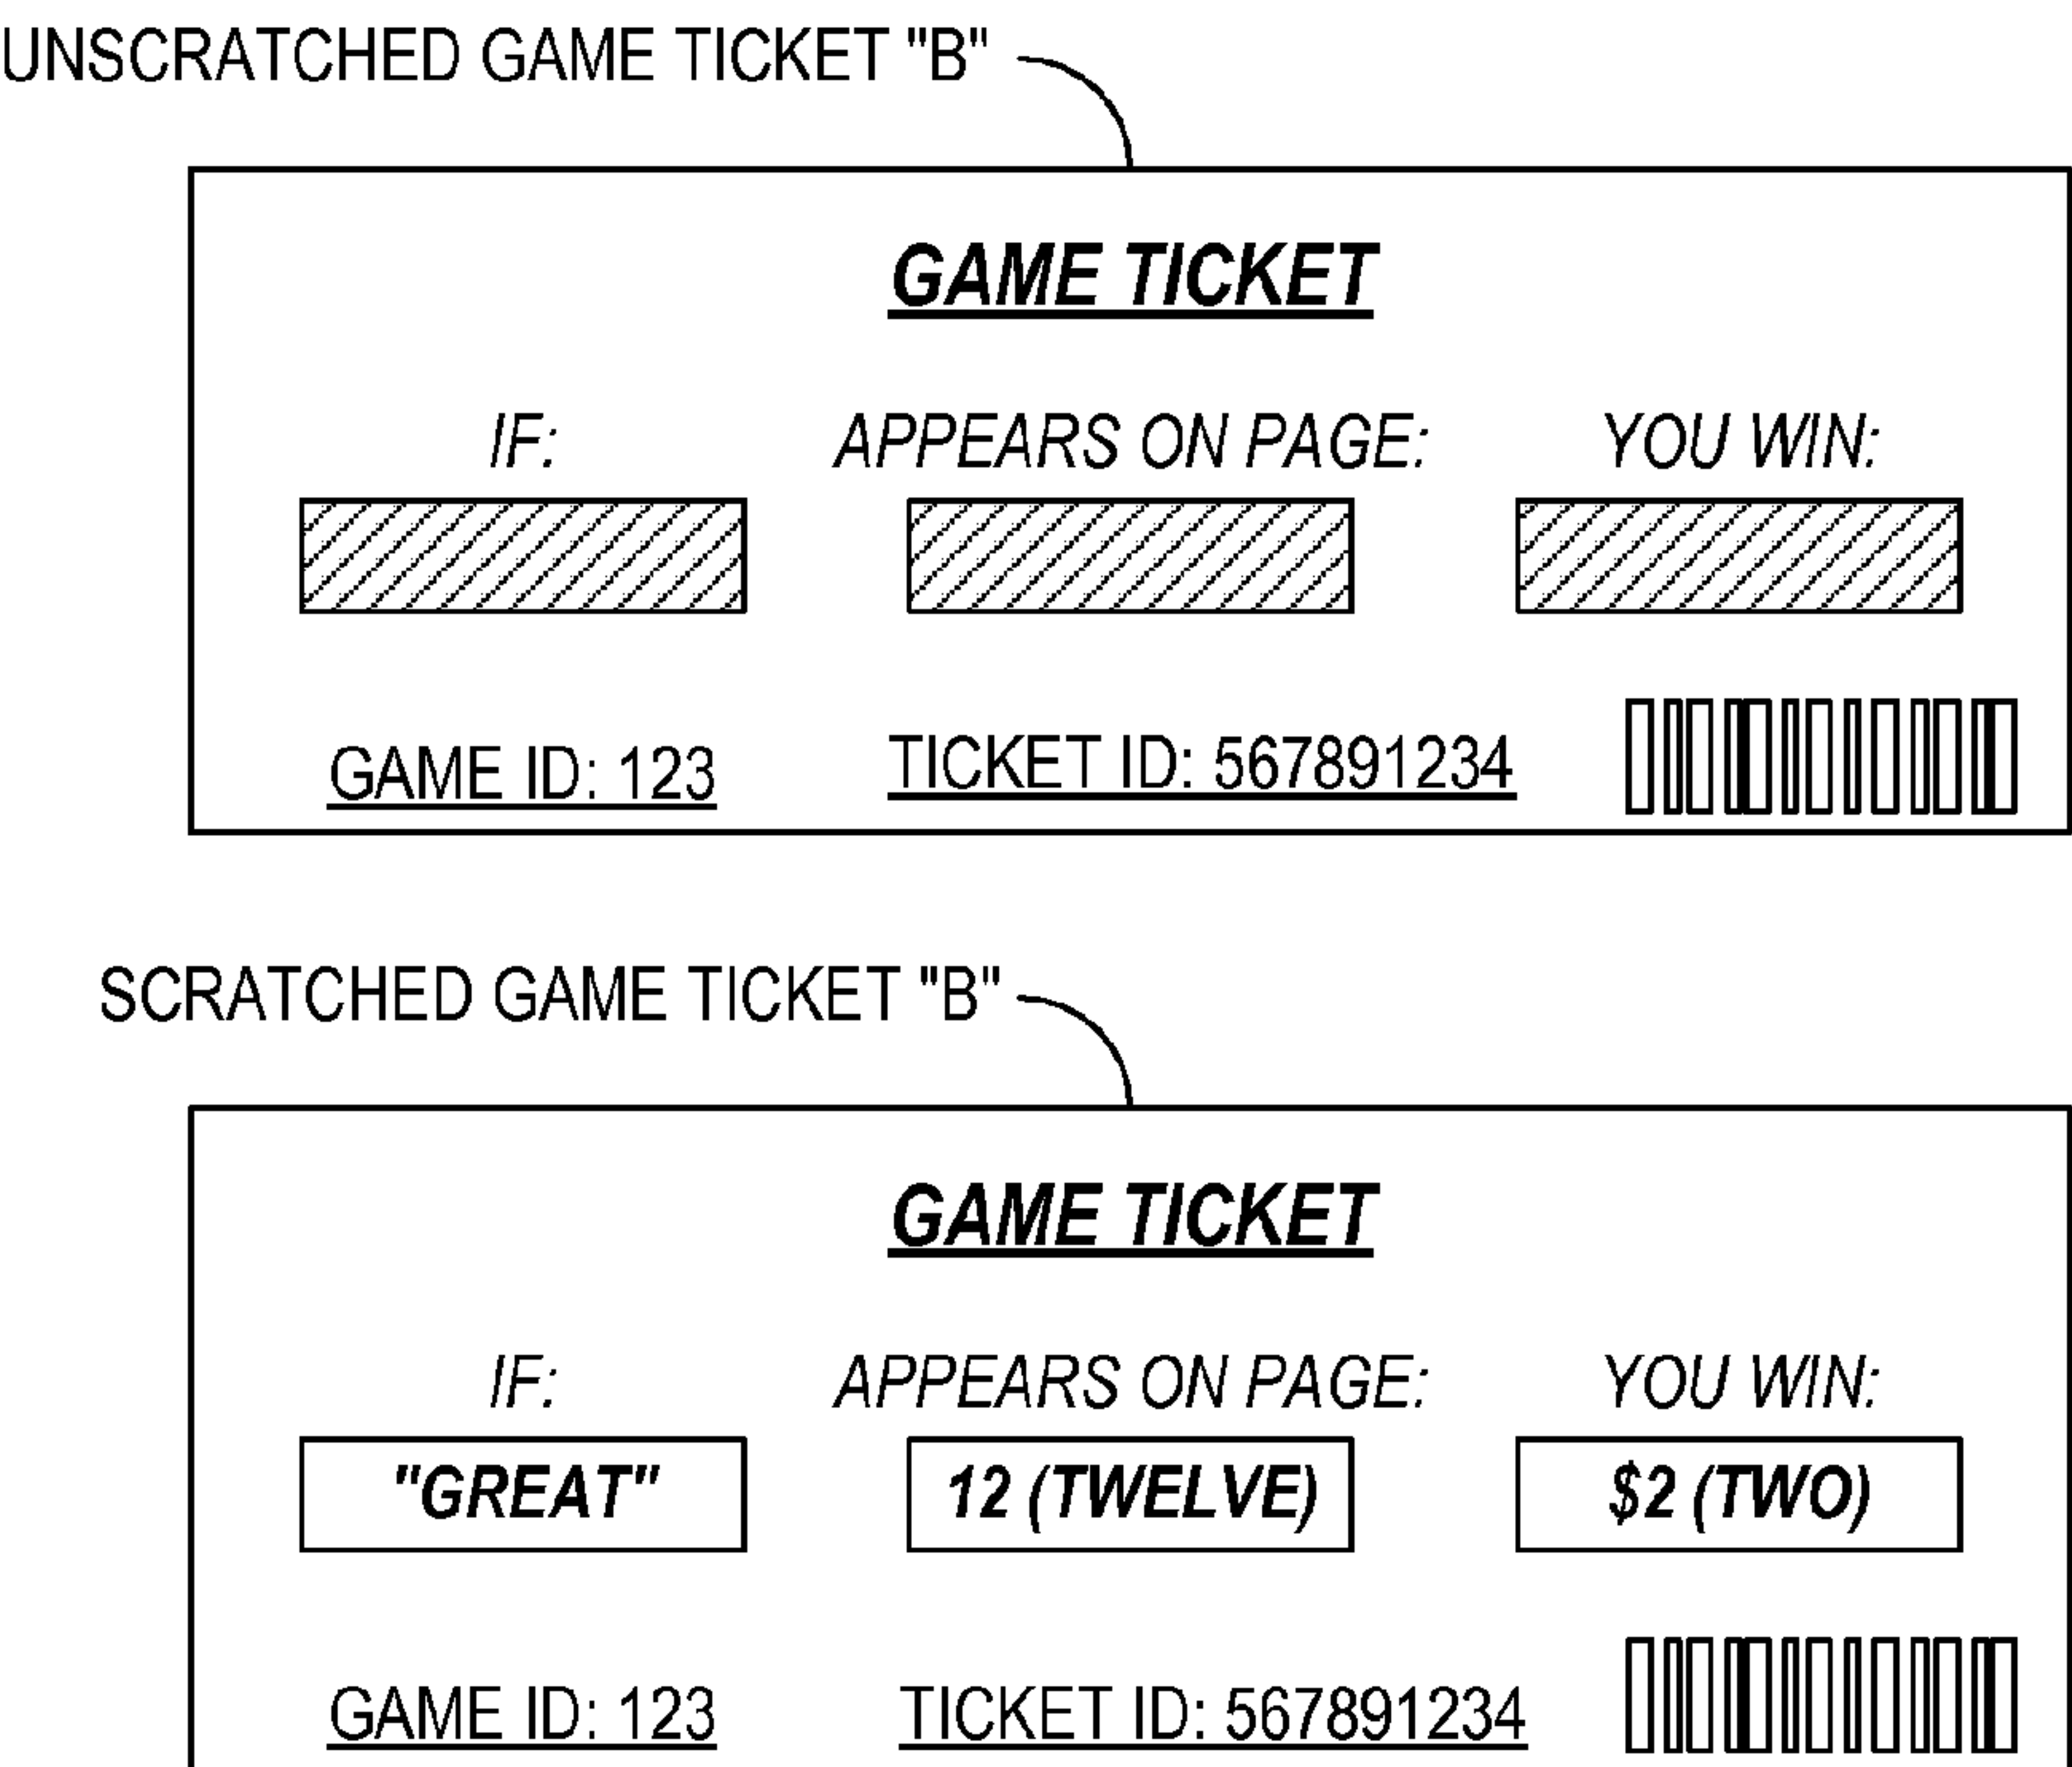 UNSCRATCHED GAME TICKET "B"
GAME TICKET
IF: APPEARS ON PAGE: YOU WIN:
GAME ID: 123 TICKET ID: 567891234
SCRATCHED GAME TICKET "B"
GAME TICKET
IF: APPEARS ON PAGE: YOU WIN:
"GREAT" 12 (TWELVE) $2 (TWO)
GAME ID: 123 TICKET ID: 567891234